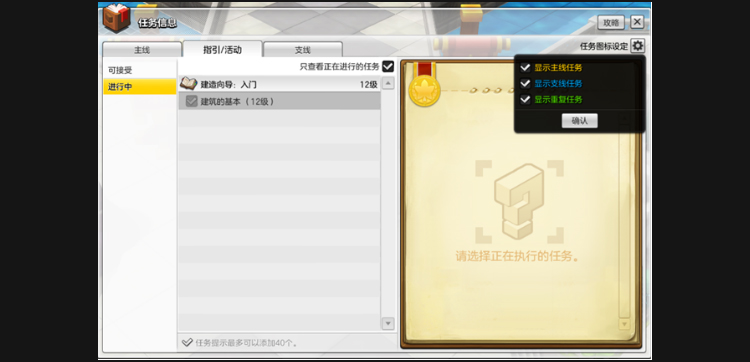 任务信息
攻略
主线
指引/活动
支线
任务图标设定
可接受
进行中
只查看正在进行的任务
建造向导：入门 12级
建筑的基本（12级）
显示主线任务
显示支线任务
显示重复任务
确认
请选择正在执行的任务。
任务提示最多可以添加40个。